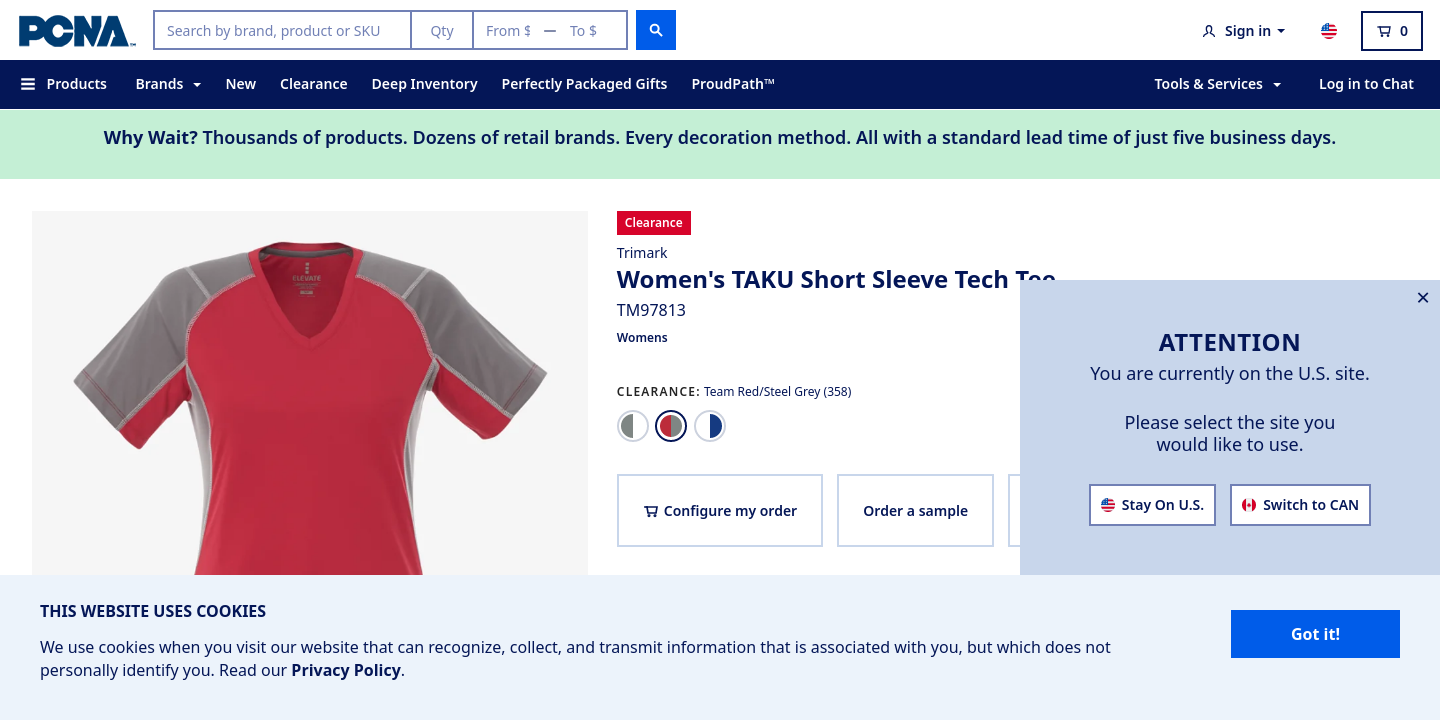 PCNA™
Search by brand, product or SKU
Qty
From $ — To $
Sign in
0
Products
Brands
New
Clearance
Deep Inventory
Perfectly Packaged Gifts
ProudPath™
Tools & Services
Log in to Chat
Why Wait? Thousands of products. Dozens of retail brands. Every decoration method. All with a standard lead time of just five business days.
ELEVATE
Clearance
Trimark
Women's TAKU Short Sleeve Tech Tee
TM97813
Womens
CLEARANCE: Team Red/Steel Grey (358)
Configure my order
Order a sample
ATTENTION
You are currently on the U.S. site.
Please select the site you
would like to use.
Stay On U.S.
Switch to CAN
THIS WEBSITE USES COOKIES
We use cookies when you visit our website that can recognize, collect, and transmit information that is associated with you, but which does not
personally identify you. Read our Privacy Policy.
Got it!